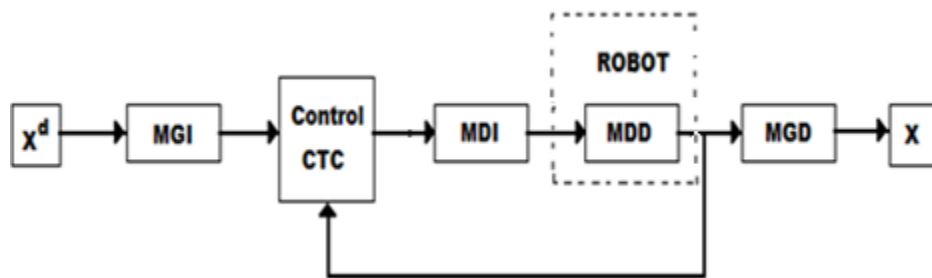 ROBOT
X^d
MGI
Control
CTC
MDI
MDD
MGD
X